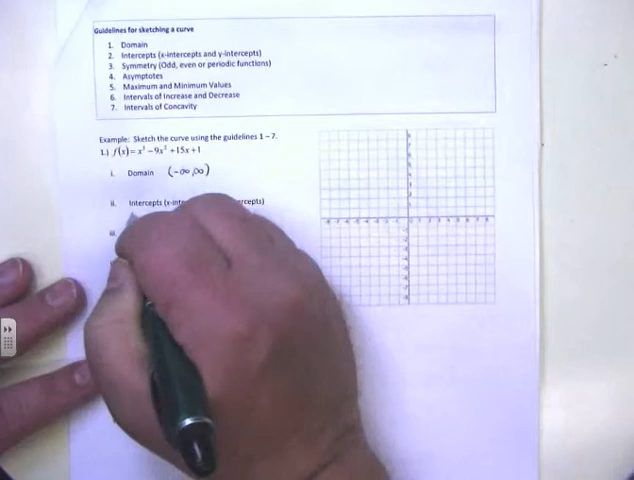 Guidelines for sketching a curve
1. Domain
2. Intercepts (x-intercepts and y-intercepts)
3. Symmetry (Odd, even or periodic functions)
4. Asymptotes
5. Maximum and Minimum Values
6. Intervals of Increase and Decrease
7. Intervals of Concavity
Example: Sketch the curve using the guidelines 1 – 7.
1.) f(x) = x³ − 9x² + 15x + 1
i. Domain (-∞,∞)
ii. Intercepts (x-inte rcepts)
iii.